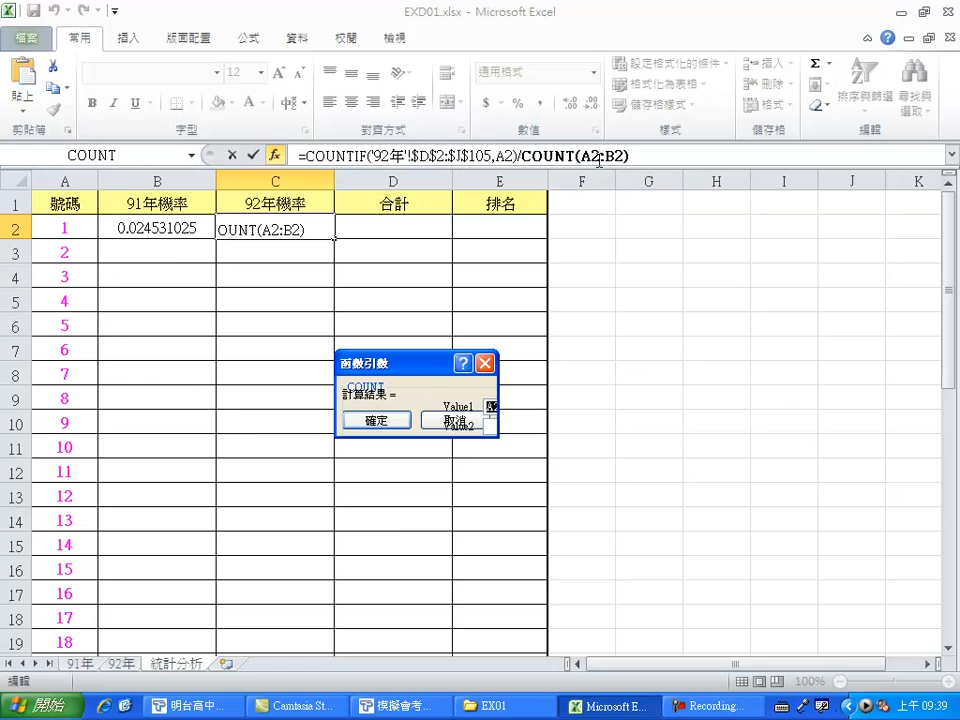 EXD01.xlsx - Microsoft Excel
檔案 常用 插入 版面配置 公式 資料 校閱 檢視
貼上
12
B I U
中
A A
通用格式
$ % ,
設定格式化的條件
格式化為表格
儲存格樣式
插入
刪除
格式
Σ
排序與篩選
尋找與
選取
剪貼簿 字型 對齊方式 數值 樣式 儲存格 編輯
COUNT
fx
=COUNTIF('92年'!$D$2:$J$105,A2)/COUNT(A2:B2)
A B C D E F G H I J K
1 號碼 91年機率 92年機率 合計 排名
2 1 0.024531025 OUNT(A2:B2)
3 2
4 3
5 4
6 5
7 6
8 7
9 8
10 9
11 10
12 11
13 12
14 13
15 14
16 15
17 16
18 17
19 18
函數引數
COUNT
計算結果 =
Value1 A2
確定 取消
Value2
91年 92年 統計分析
編輯
100%
開始
明台高中...
Camtasia St...
模擬會考...
EX01
Microsoft E...
Recording...
上午 09:39